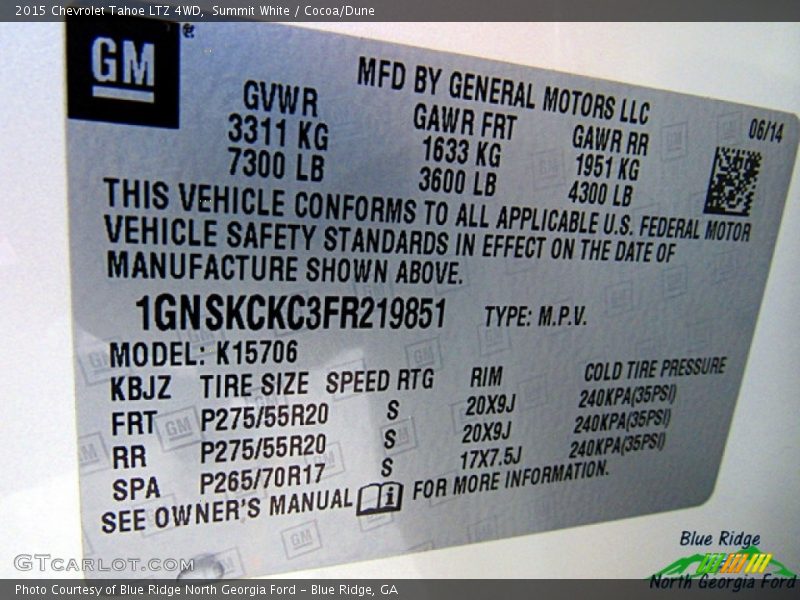 2015 Chevrolet Tahoe LTZ 4WD, Summit White / Cocoa/Dune
GM ®
MFD BY GENERAL MOTORS LLC
GVWR GAWR FRT GAWR RR 06/14
3311 KG 1633 KG 1951 KG
7300 LB 3600 LB 4300 LB
THIS VEHICLE CONFORMS TO ALL APPLICABLE U.S. FEDERAL MOTOR
VEHICLE SAFETY STANDARDS IN EFFECT ON THE DATE OF
MANUFACTURE SHOWN ABOVE.
1GNSKCKC3FR219851 TYPE: M.P.V.
MODEL: K15706
KBJZ TIRE SIZE SPEED RTG RIM COLD TIRE PRESSURE
FRT P275/55R20 S 20X9J 240KPA(35PSI)
RR P275/55R20 S 20X9J 240KPA(35PSI)
SPA P265/70R17 S 17X7.5J 240KPA(35PSI)
SEE OWNER'S MANUAL FOR MORE INFORMATION.
GTcarlot.com
Blue Ridge
North Georgia Ford
Photo Courtesy of Blue Ridge North Georgia Ford – Blue Ridge, GA